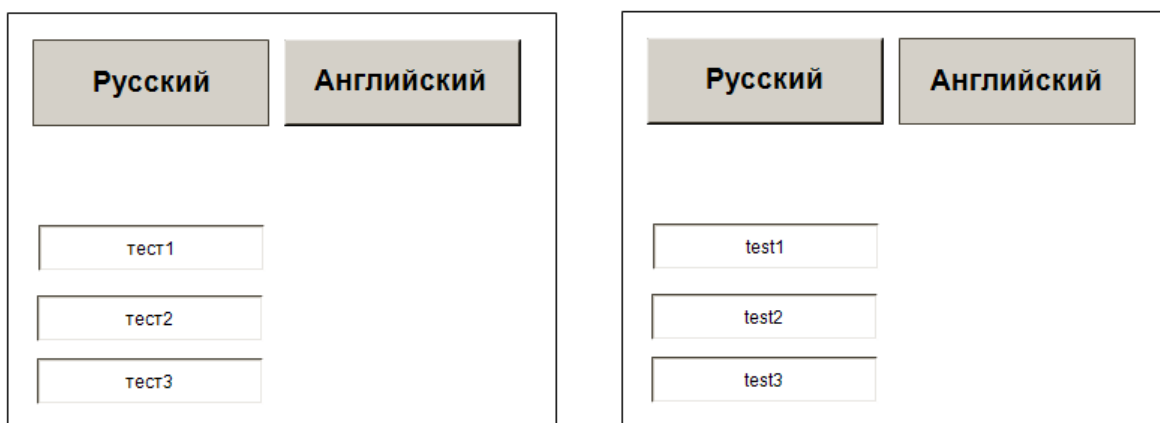 Русский Английский
тест1
тест2
тест3
Русский Английский
test1
test2
test3